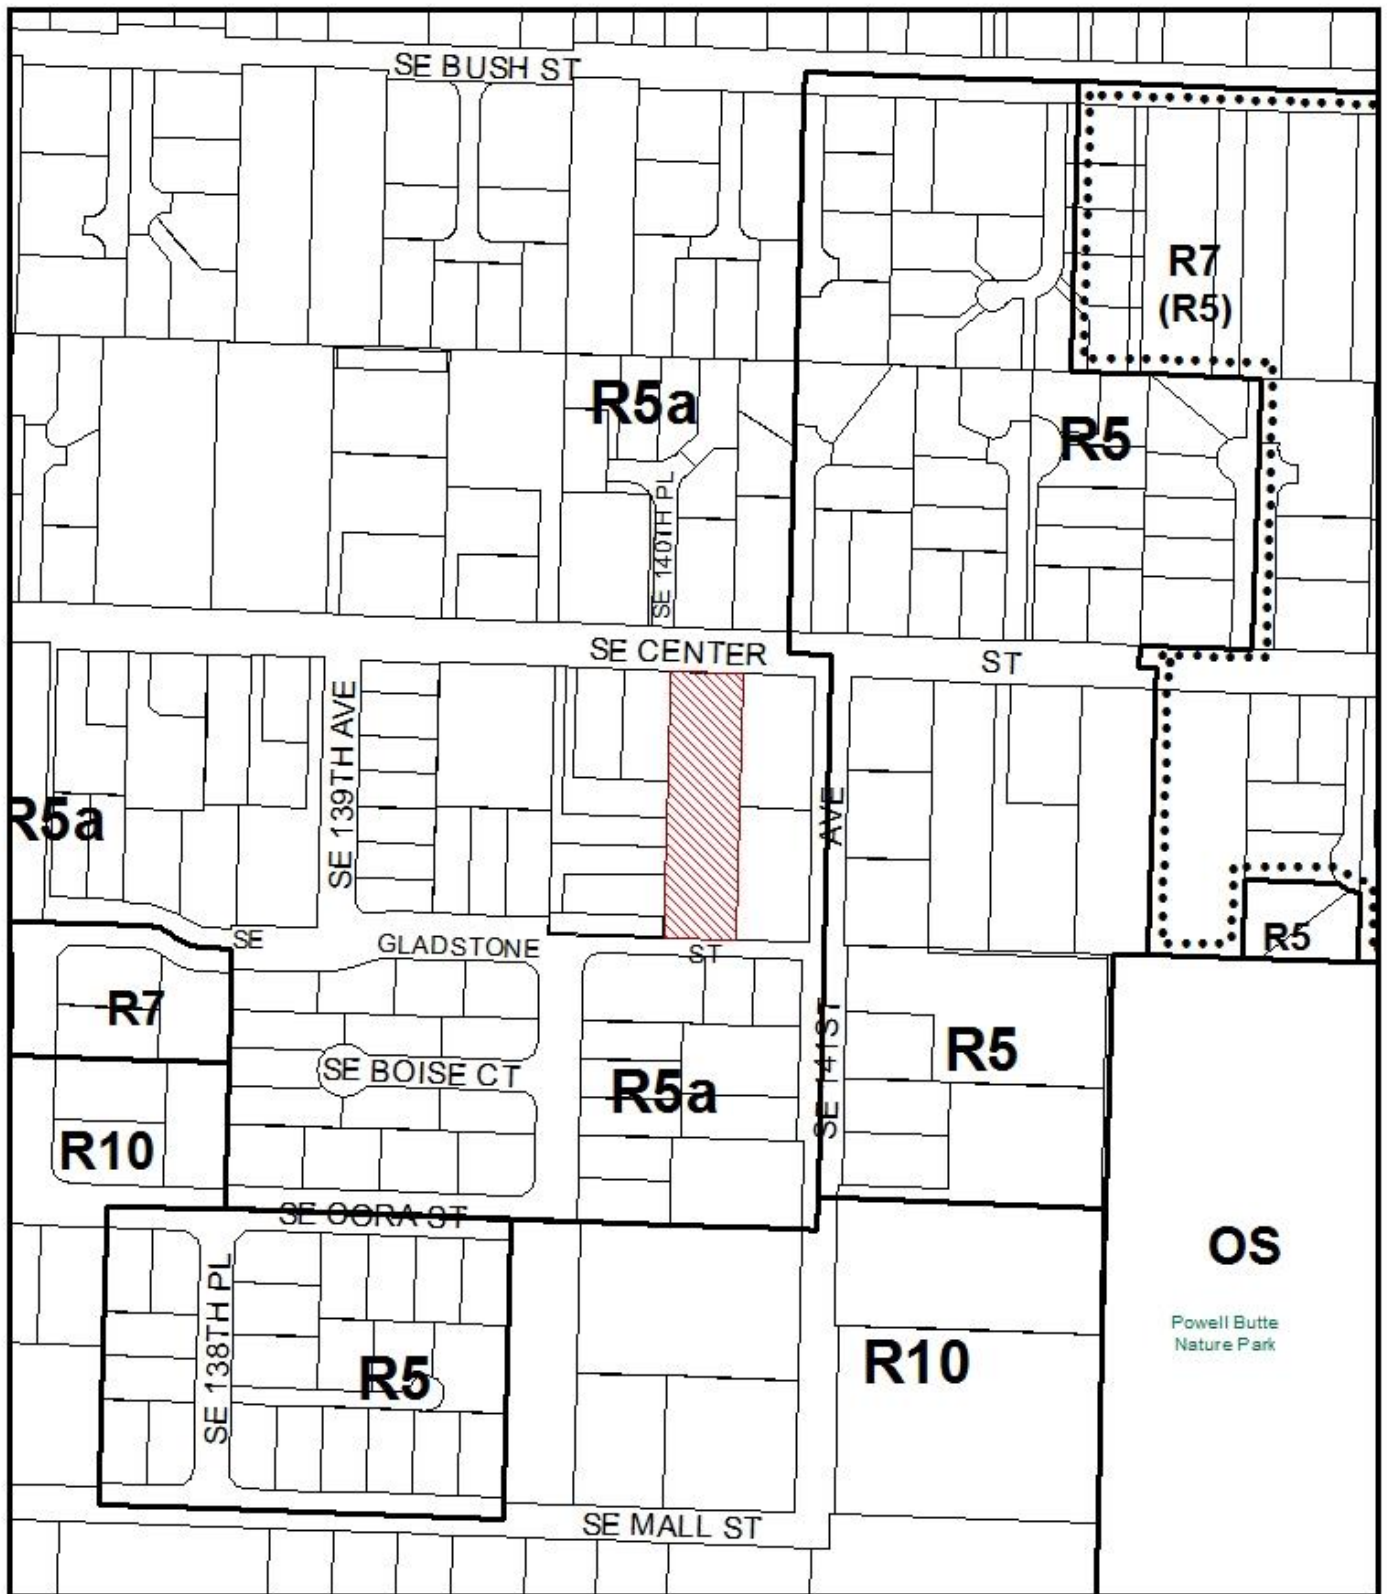 SE BUSH ST
R7
(R5)
R5a
R5
SE 140TH PL
SE CENTER
ST
SE 139TH AVE
AVE
R5a
R5
SE
GLADSTONE
ST
R7
SE 141ST
R5
SE BOISE CT
R5a
R10
SE CORA ST
OS
SE 138TH PL
Powell Butte
Nature Park
R5
R10
SE MALL ST